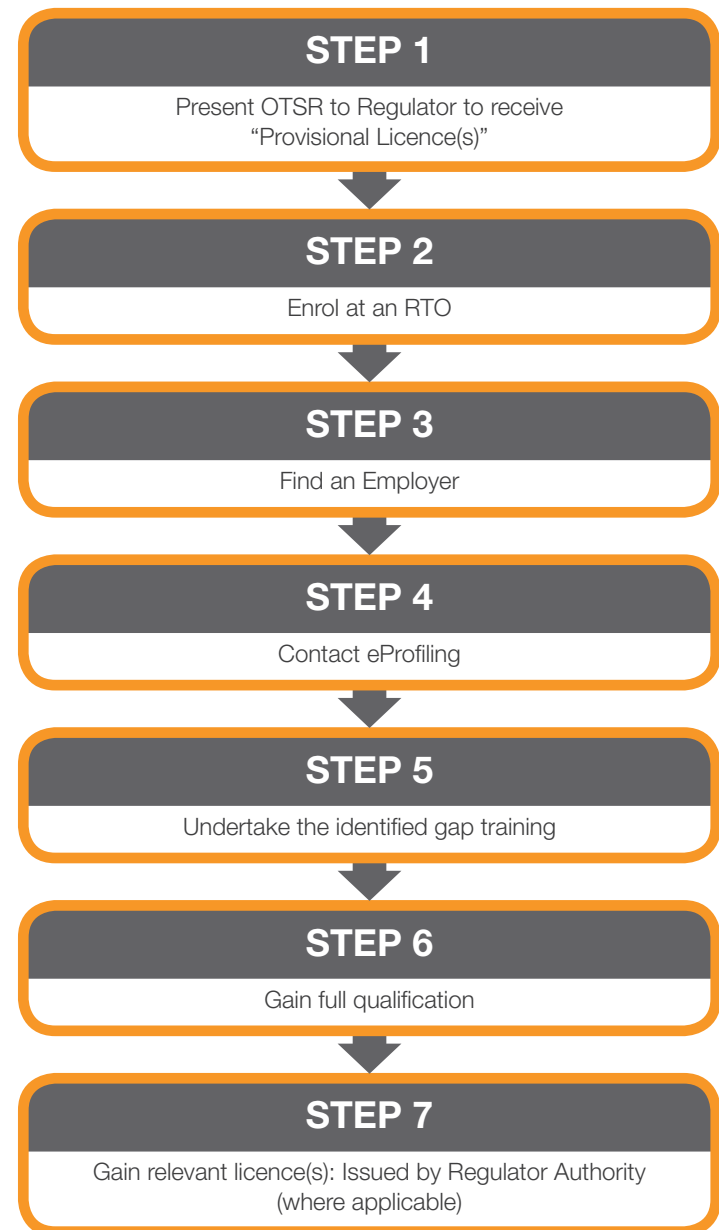 STEP 1
Present OTSR to Regulator to receive
“Provisional Licence(s)”
STEP 2
Enrol at an RTO
STEP 3
Find an Employer
STEP 4
Contact eProfiling
STEP 5
Undertake the identified gap training
STEP 6
Gain full qualification
STEP 7
Gain relevant licence(s): Issued by Regulator Authority
(where applicable)